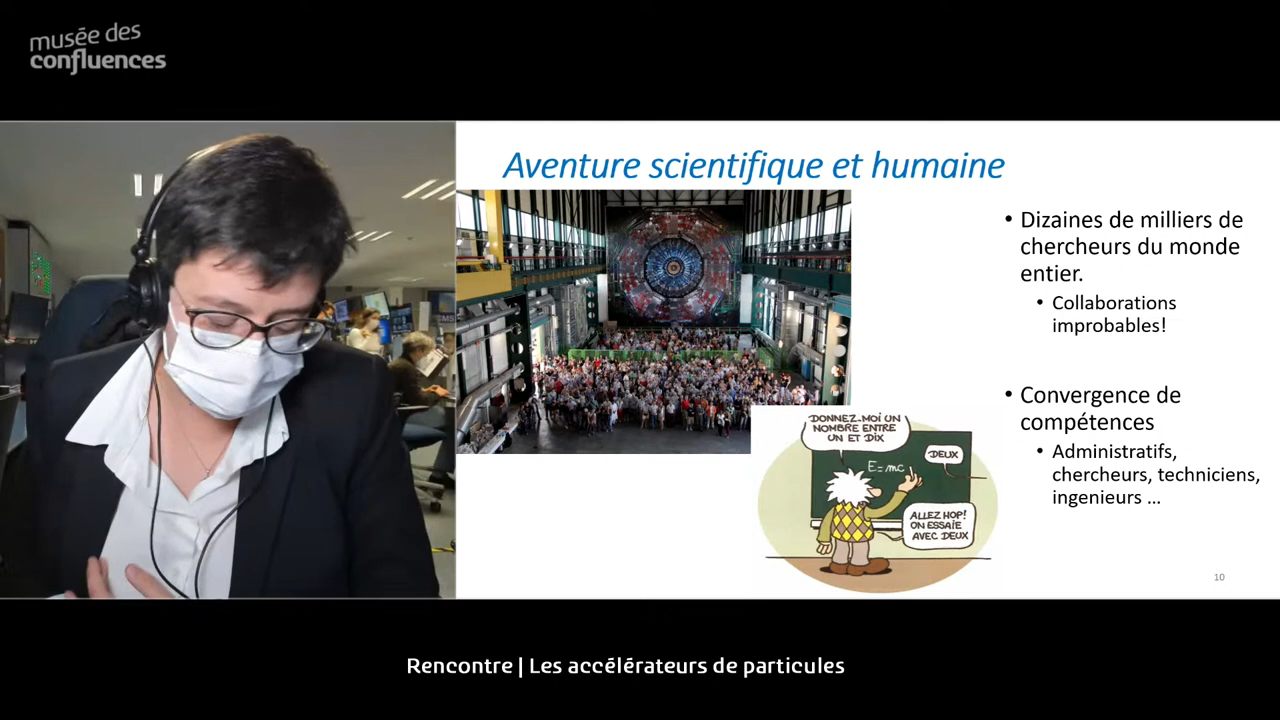 musée des
confluences
Aventure scientifique et humaine
• Dizaines de milliers de
chercheurs du monde
entier.
• Collaborations
improbables!
• Convergence de
compétences
• Administratifs,
chercheurs, techniciens,
ingenieurs ...
DONNEZ-MOI UN
NOMBRE ENTRE
UN ET DIX
DEUX
E=mc
ALLEZ HOP!
ON ESSAIE
AVEC DEUX
10
Rencontre | Les accélérateurs de particules